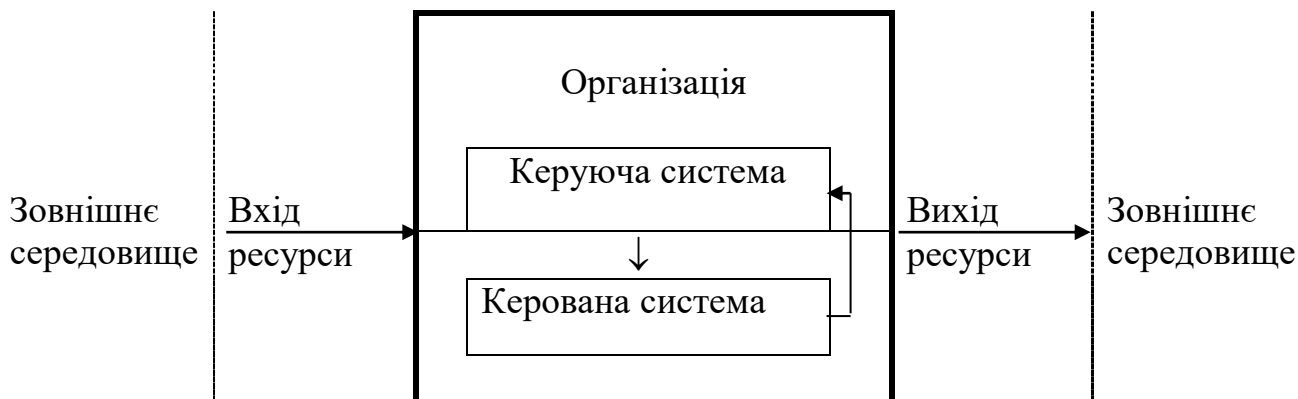 Організація
Керуюча система
Зовнішнє
середовище
Вхід
ресурси
Вихід
ресурси
Зовнішнє
середовище
Керована система